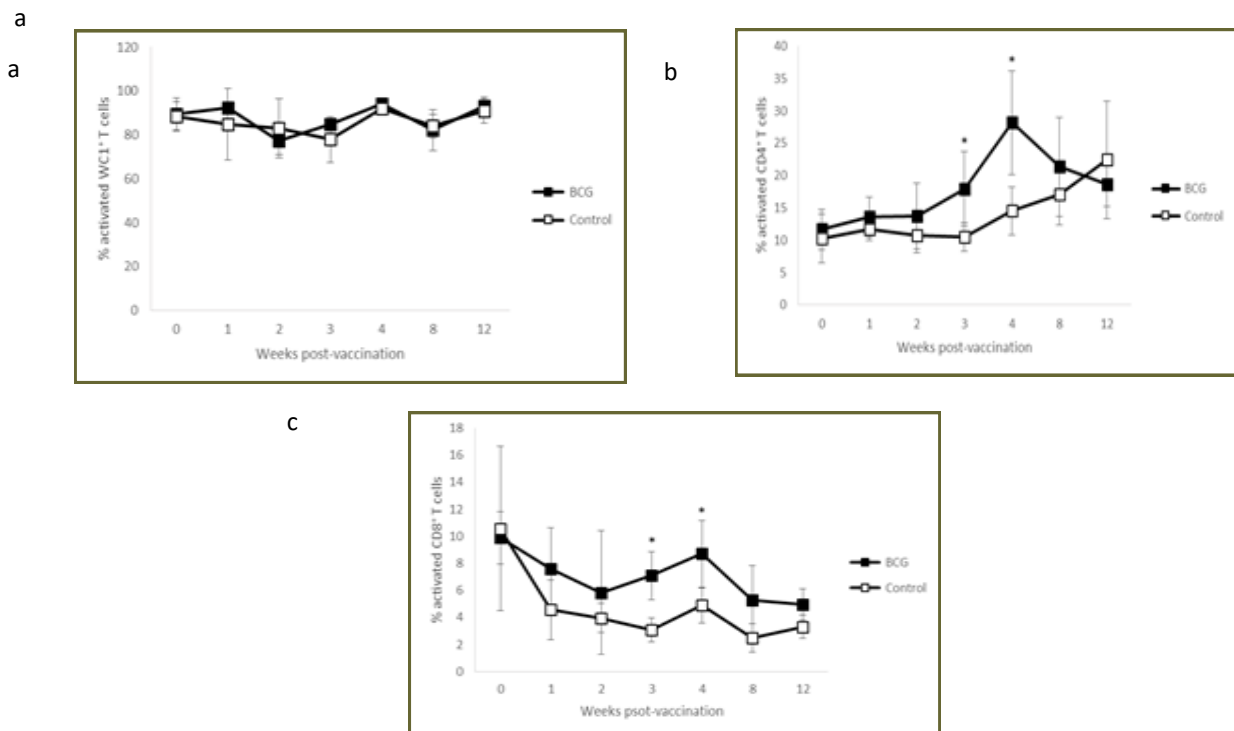 a
a
120
100
80
60
40
20
0
% activated WC1⁺ T cells
0 1 2 3 4 8 12
Weeks post-vaccination
BCG
Control
b
40
35
30
25
20
15
10
5
0
% activated CD4⁺ T cells
*
*
0 1 2 3 4 8 12
Weeks post-vaccination
BCG
Control
c
18
16
14
12
10
8
6
4
2
0
% activated CD8⁺ T cells
*
*
0 1 2 3 4 8 12
Weeks psot-vaccination
BCG
Control